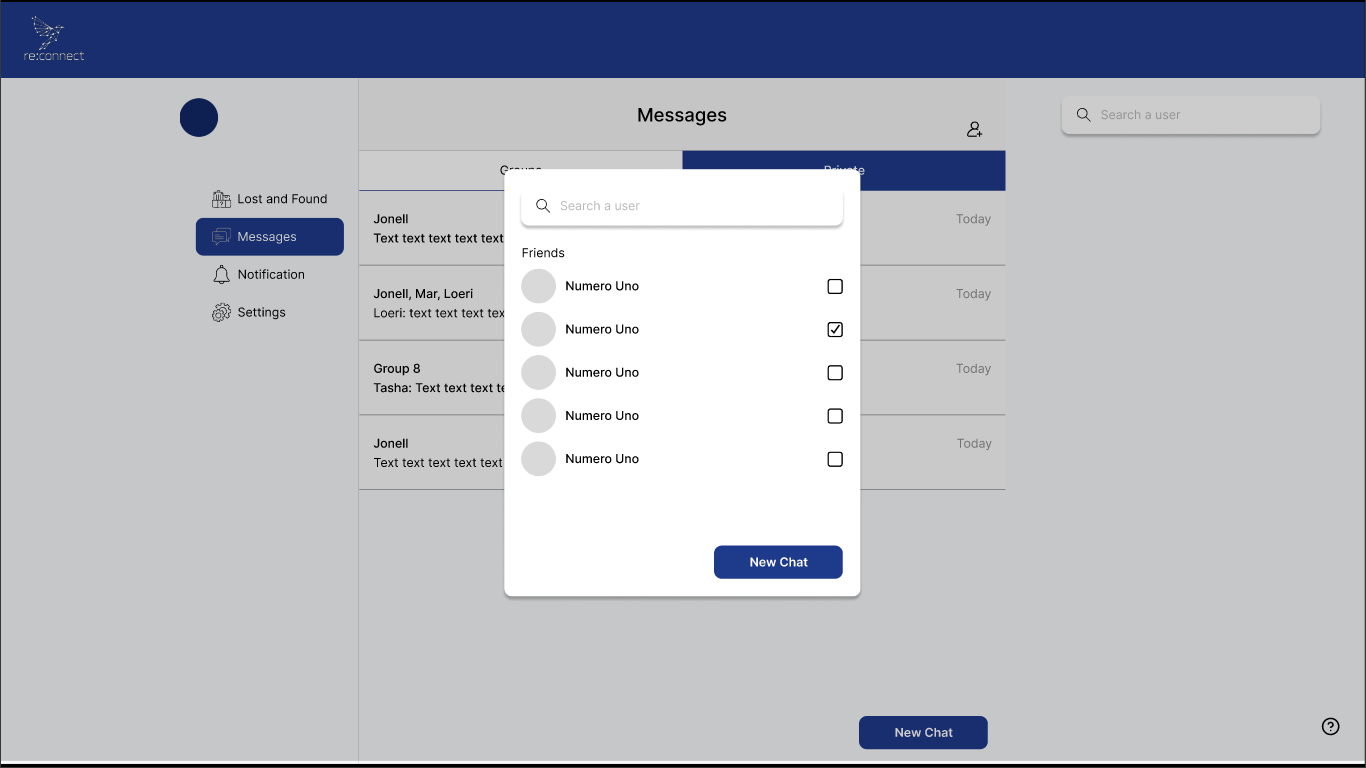 re:connect
Messages
Search a user
Groups
Private
Lost and Found
Messages
Notification
Settings
Jonell
Text text text text text
Today
Jonell, Mar, Loeri
Loeri: text text text tex
Today
Group 8
Tasha: Text text text te
Today
Jonell
Text text text text text
Today
Search a user
Friends
Numero Uno
Numero Uno
Numero Uno
Numero Uno
Numero Uno
New Chat
New Chat